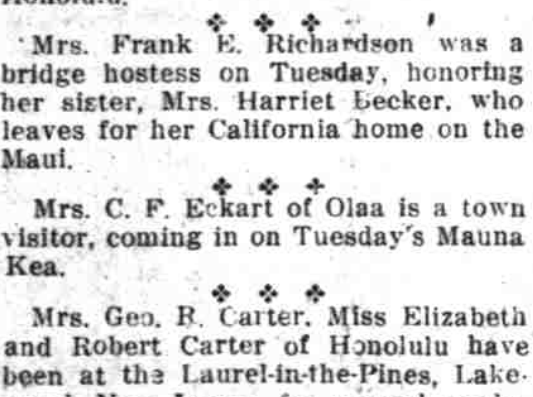 Mrs. Frank E. Richardson was a
bridge hostess on Tuesday, honoring
her sister, Mrs. Harriet Becker, who
leaves for her California home on the
Maui.
Mrs. C. F. Eckart of Olaa is a town
visitor, coming in on Tuesday's Mauna
Kea.
Mrs. Geo. R. Carter, Miss Elizabeth
and Robert Carter of Honolulu have
been at the Laurel-in-the-Pines, Lake-